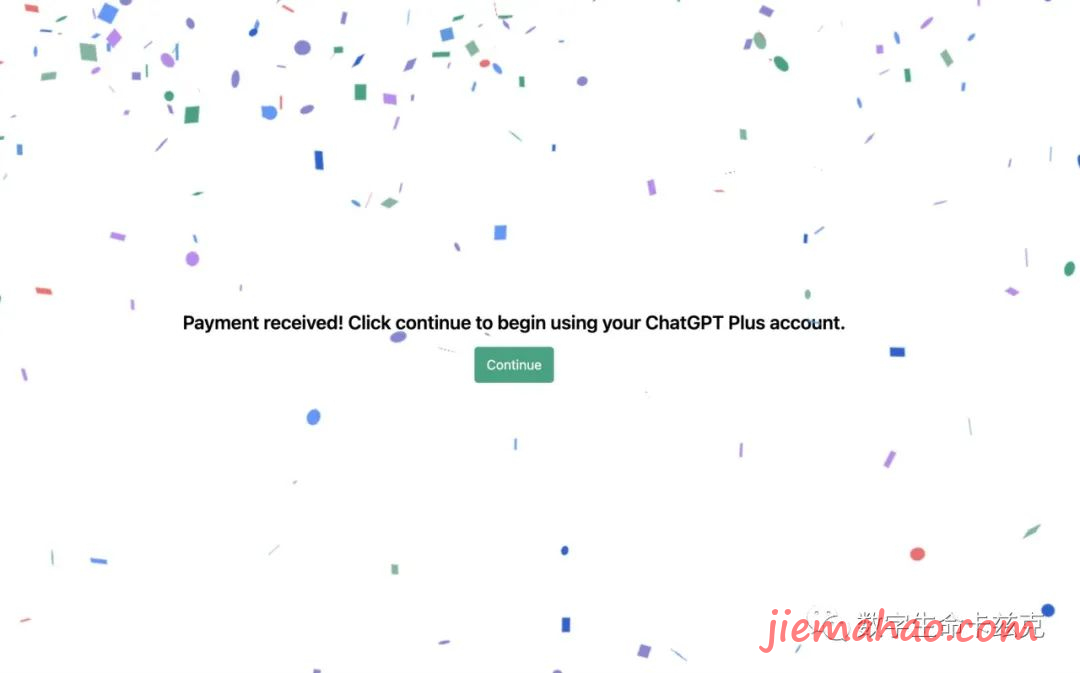 Payment received! Click continue to begin using your ChatGPT Plus account.
Continue
数字生命卡兹克
jiemahao.com